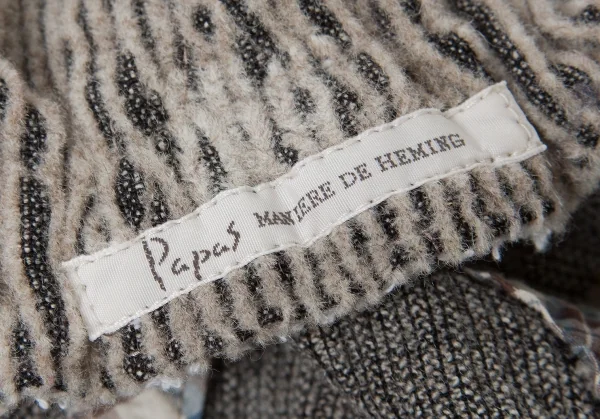 Papas MANIERE DE HEMING